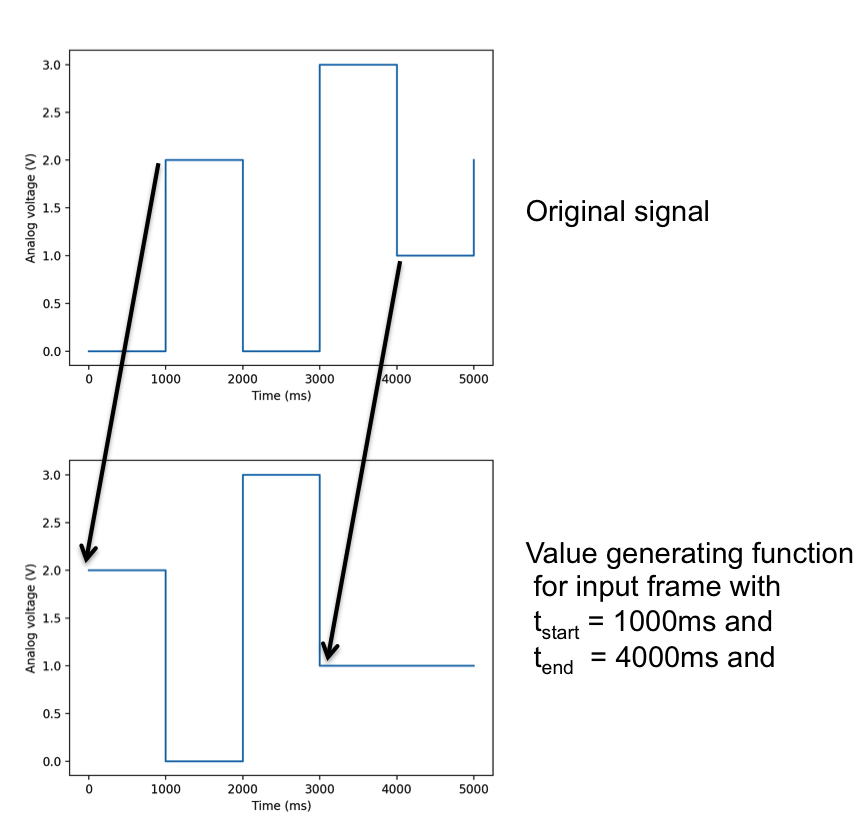 3.0
2.5
2.0
1.5
1.0
0.5
0.0
Analog voltage (V)
0 1000 2000 3000 4000 5000
Time (ms)
Original signal
3.0
2.5
2.0
1.5
1.0
0.5
0.0
Analog voltage (V)
0 1000 2000 3000 4000 5000
Time (ms)
Value generating function
for input frame with
tstart = 1000ms and
tend = 4000ms and